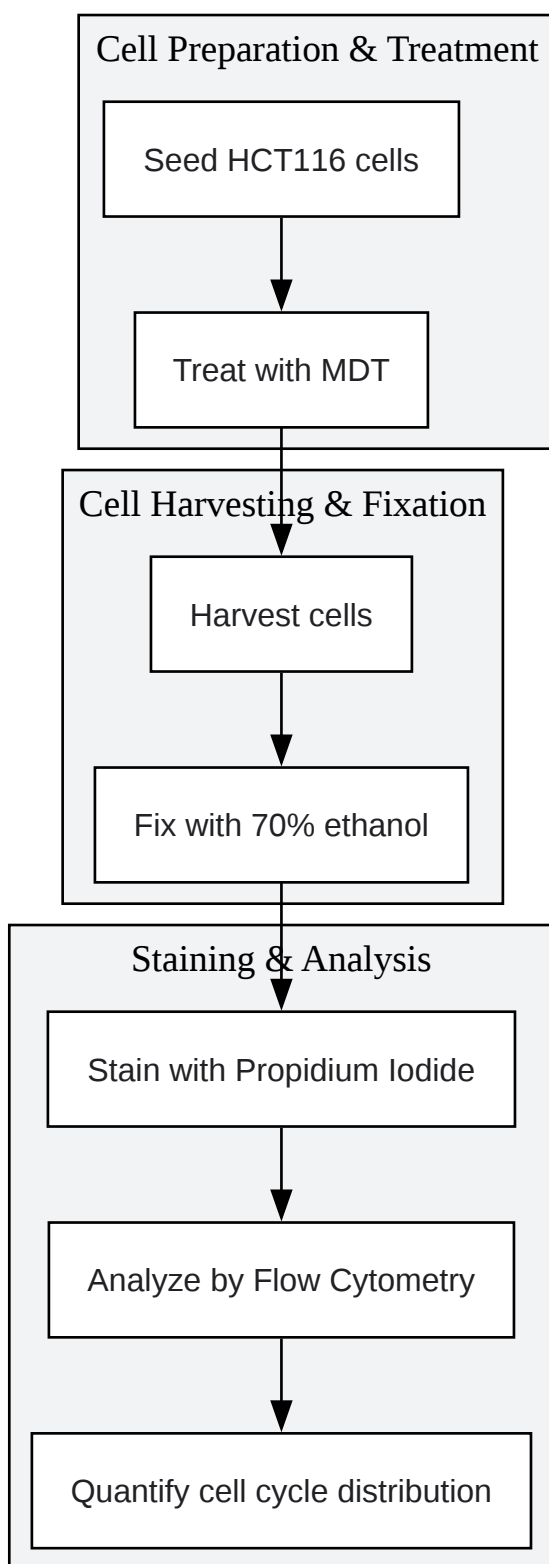 Cell Preparation & Treatment
Seed HCT116 cells
Treat with MDT
Cell Harvesting & Fixation
Harvest cells
Fix with 70% ethanol
Staining & Analysis
Stain with Propidium Iodide
Analyze by Flow Cytometry
Quantify cell cycle distribution